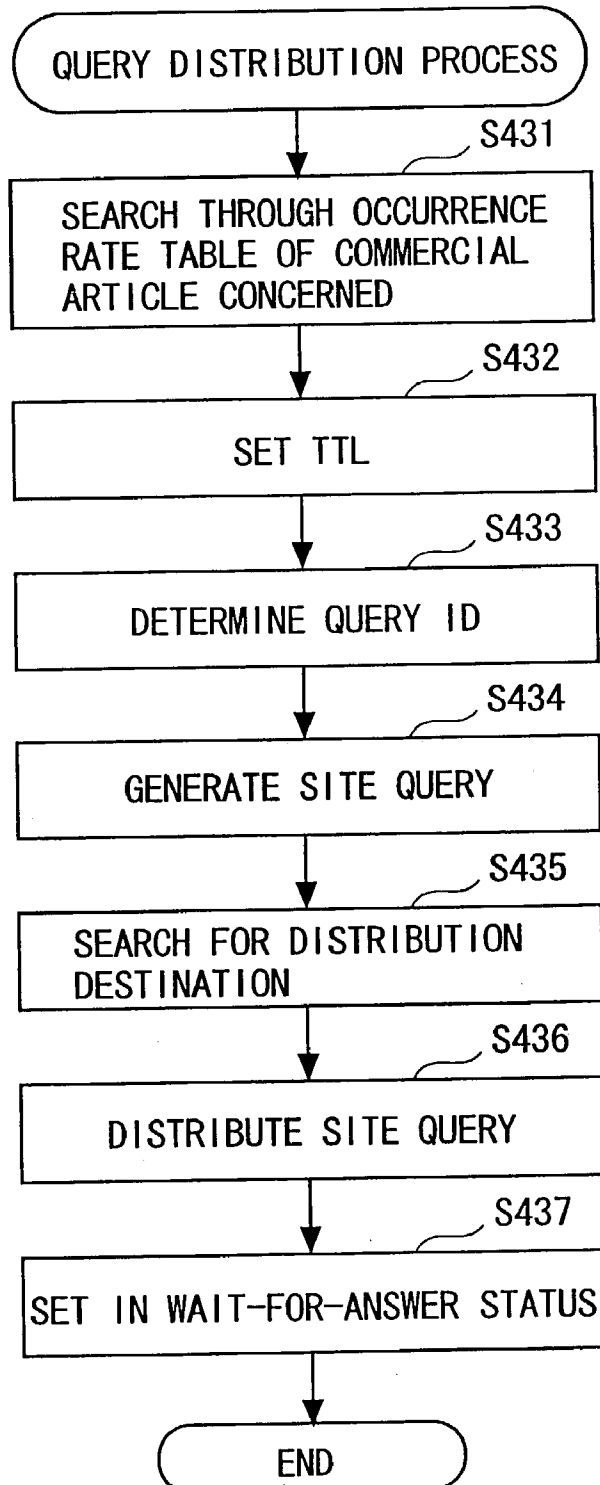 QUERY DISTRIBUTION PROCESS
S431
SEARCH THROUGH OCCURRENCE
RATE TABLE OF COMMERCIAL
ARTICLE CONCERNED
S432
SET TTL
S433
DETERMINE QUERY ID
S434
GENERATE SITE QUERY
S435
SEARCH FOR DISTRIBUTION
DESTINATION
S436
DISTRIBUTE SITE QUERY
S437
SET IN WAIT-FOR-ANSWER STATUS
END